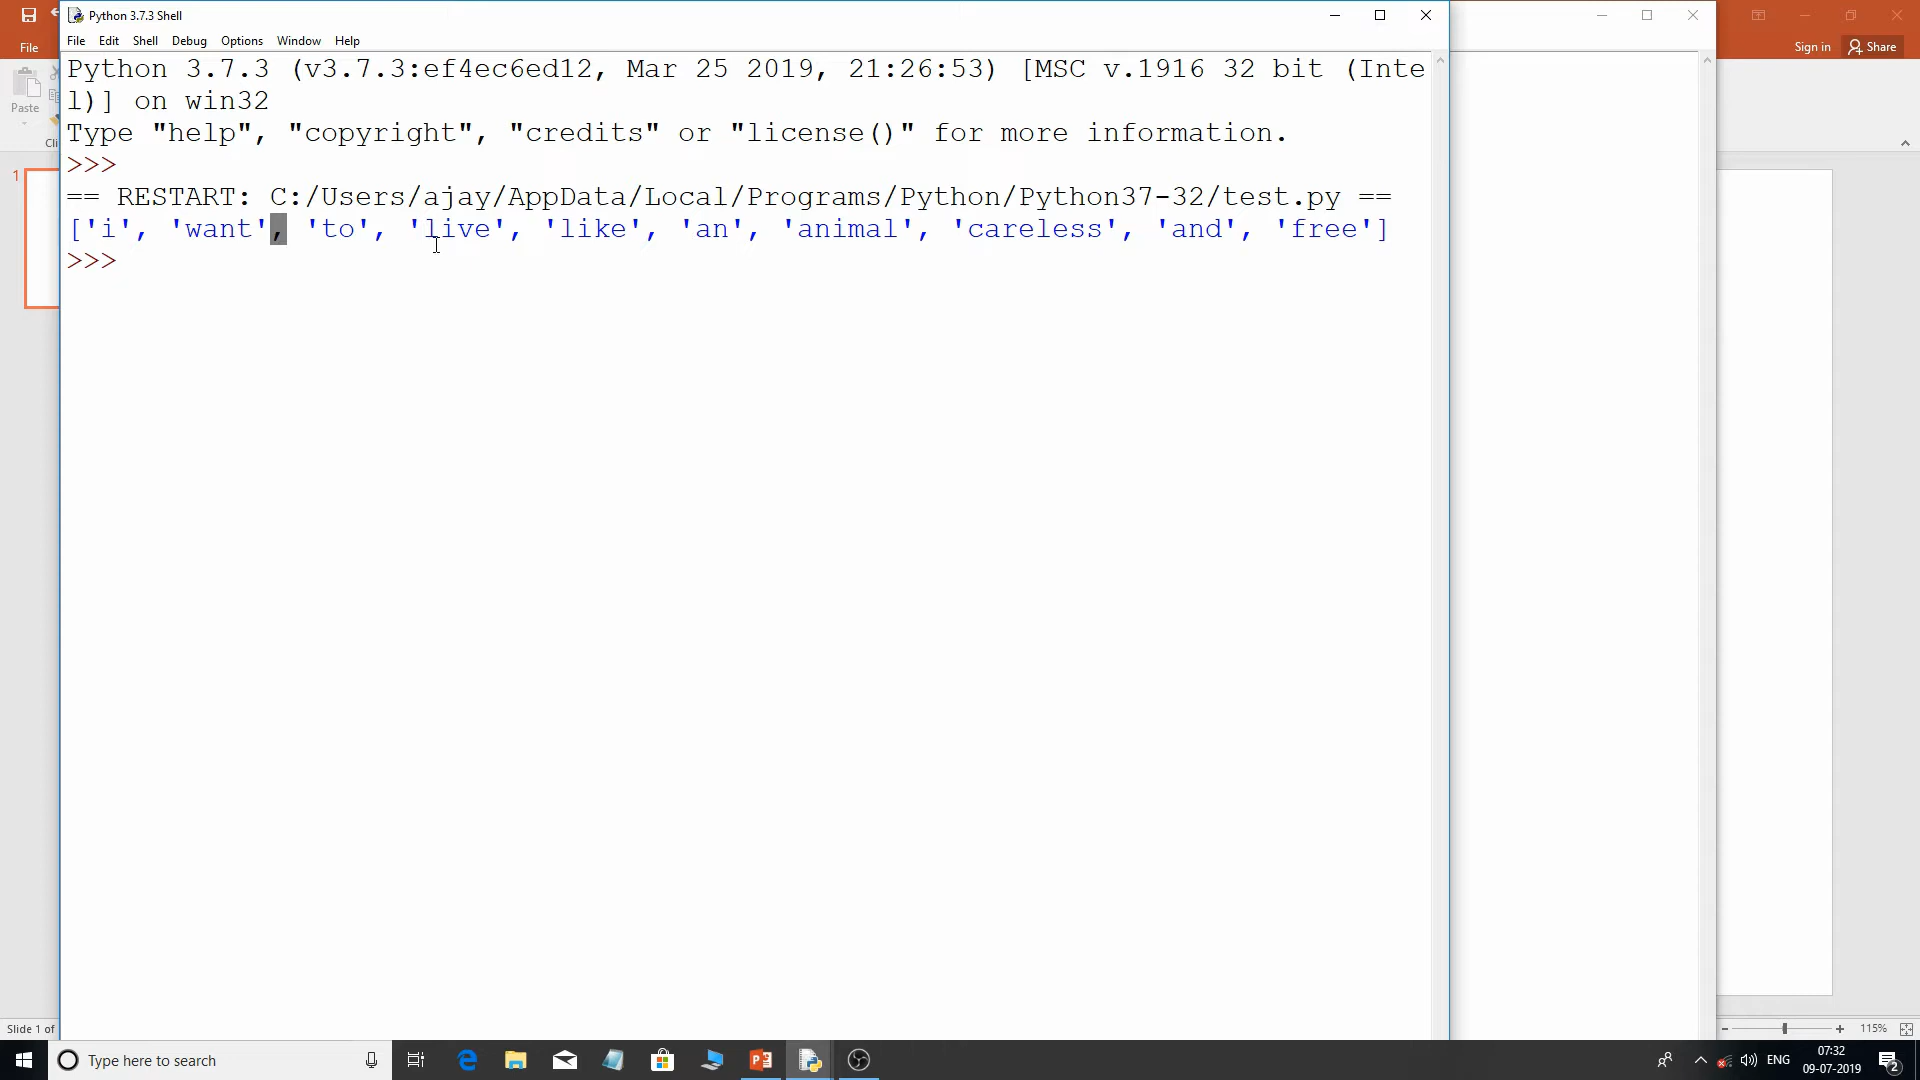 Python 3.7.3 Shell
File Edit Shell Debug Options Window Help
Python 3.7.3 (v3.7.3:ef4ec6ed12, Mar 25 2019, 21:26:53) [MSC v.1916 32 bit (Inte
l)] on win32
Type "help", "copyright", "credits" or "license()" for more information.
>>>
== RESTART: C:/Users/ajay/AppData/Local/Programs/Python/Python37-32/test.py ==
['i', 'want', 'to', 'live', 'like', 'an', 'animal', 'careless', 'and', 'free']
>>>
File
Sign in Share
Paste
Cli
1
Slide 1 of
115%
Type here to search
ENG
07:32
09-07-2019
2